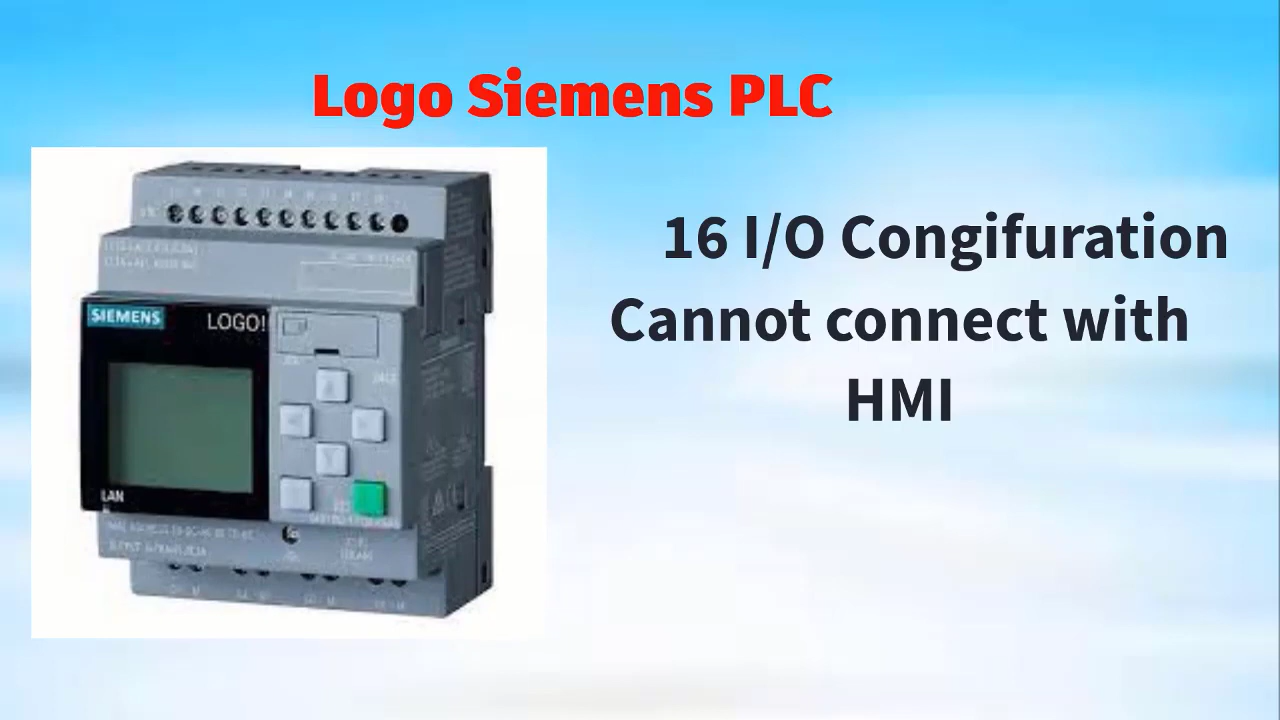 Logo Siemens PLC
16 I/O Congifuration
Cannot connect with
HMI
SIEMENS
LOGO!
LAN